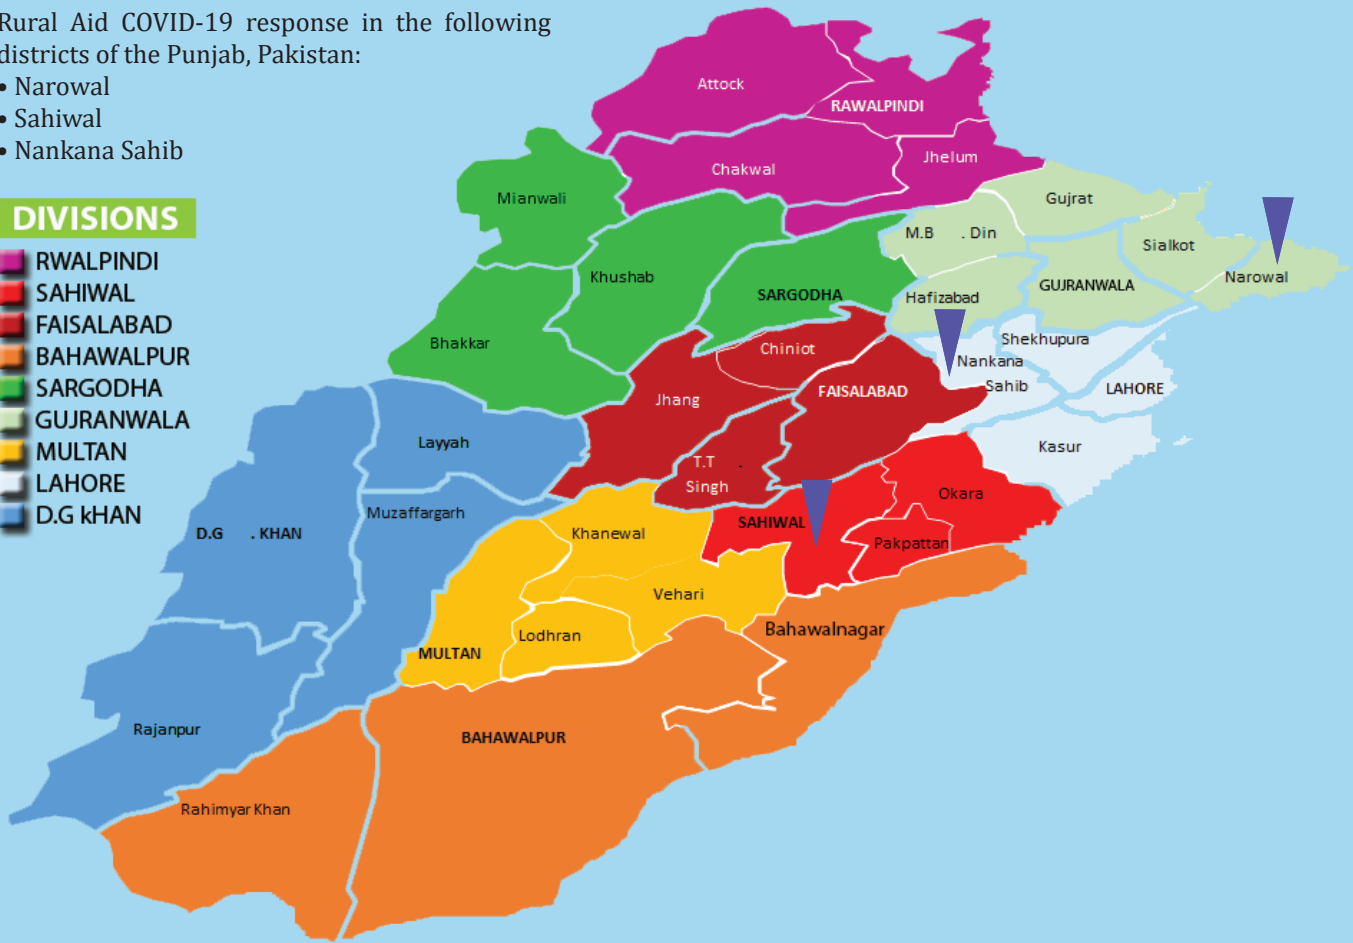 Rural Aid COVID-19 response in the following
districts of the Punjab, Pakistan:
• Narowal
• Sahiwal
• Nankana Sahib
DIVISIONS
RWALPINDI
SAHIWAL
FAISALABAD
BAHAWALPUR
SARGODHA
GUJRANWALA
MULTAN
LAHORE
D.G kHAN
Attock
RAWALPINDI
Chakwal
Jhelum
Mianwali
Gujrat
M.B . Din
Sialkot
Khushab
SARGODHA
Hafizabad
GUJRANWALA
Narowal
Bhakkar
Chiniot
Shekhupura
Nankana
Sahib
LAHORE
Jhang
FAISALABAD
Layyah
Kasur
T.T .
Singh
Okara
Muzaffargarh
D.G . KHAN
Khanewal
SAHIWAL
Pakpattan
Vehari
Lodhran
Bahawalnagar
MULTAN
Rajanpur
BAHAWALPUR
Rahimyar Khan